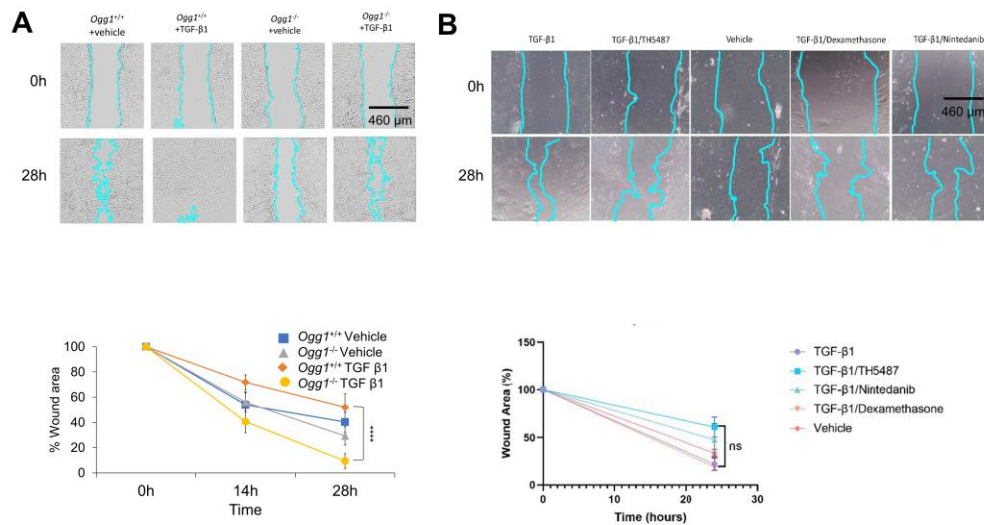 A
Ogg1+/+
+vehicle
Ogg1+/+
+TGF-β1
Ogg1-/-
+vehicle
Ogg1-/-
+TGF-β1
0h
460 µm
28h
B
TGF-β1
TGF-β1/TH5487
Vehicle
TGF-β1/Dexamethasone
TGF-β1/Nintedanib
0h
460 µm
28h
% Wound area
100
80
60
40
20
0
0h
14h
28h
Time
Ogg1+/+ Vehicle
Ogg1-/- Vehicle
Ogg1+/+ TGF β1
Ogg1-/- TGF β1
****
Wound Area (%)
150
100
50
0
0
10
20
30
Time (hours)
ns
TGF-β1
TGF-β1/TH5487
TGF-β1/Nintedanib
TGF-β1/Dexamethasone
Vehicle